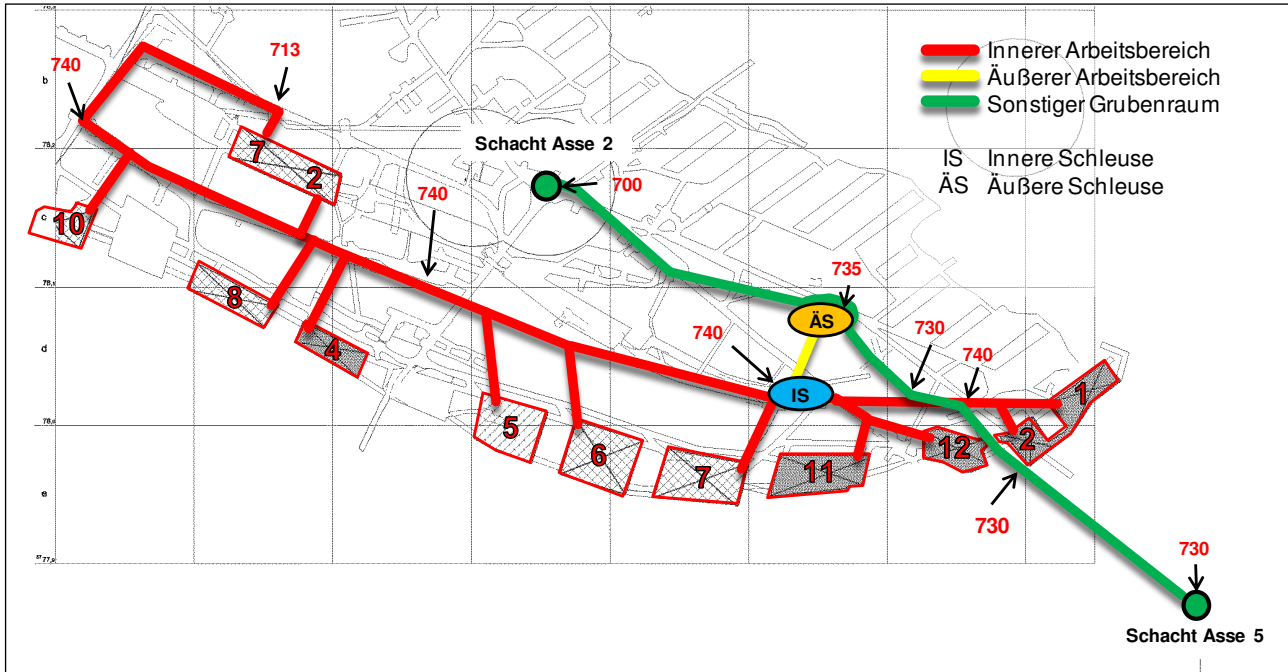 713
740
Innerer Arbeitsbereich
Äußerer Arbeitsbereich
Sonstiger Grubenraum
IS Innere Schleuse
ÄS Äußere Schleuse
b
Schacht Asse 2
7
2
740
700
10
c
8
735
ÄS
4
d
740
730
740
IS
1
5
6
7
11
12
2
e
730
730
Schacht Asse 5